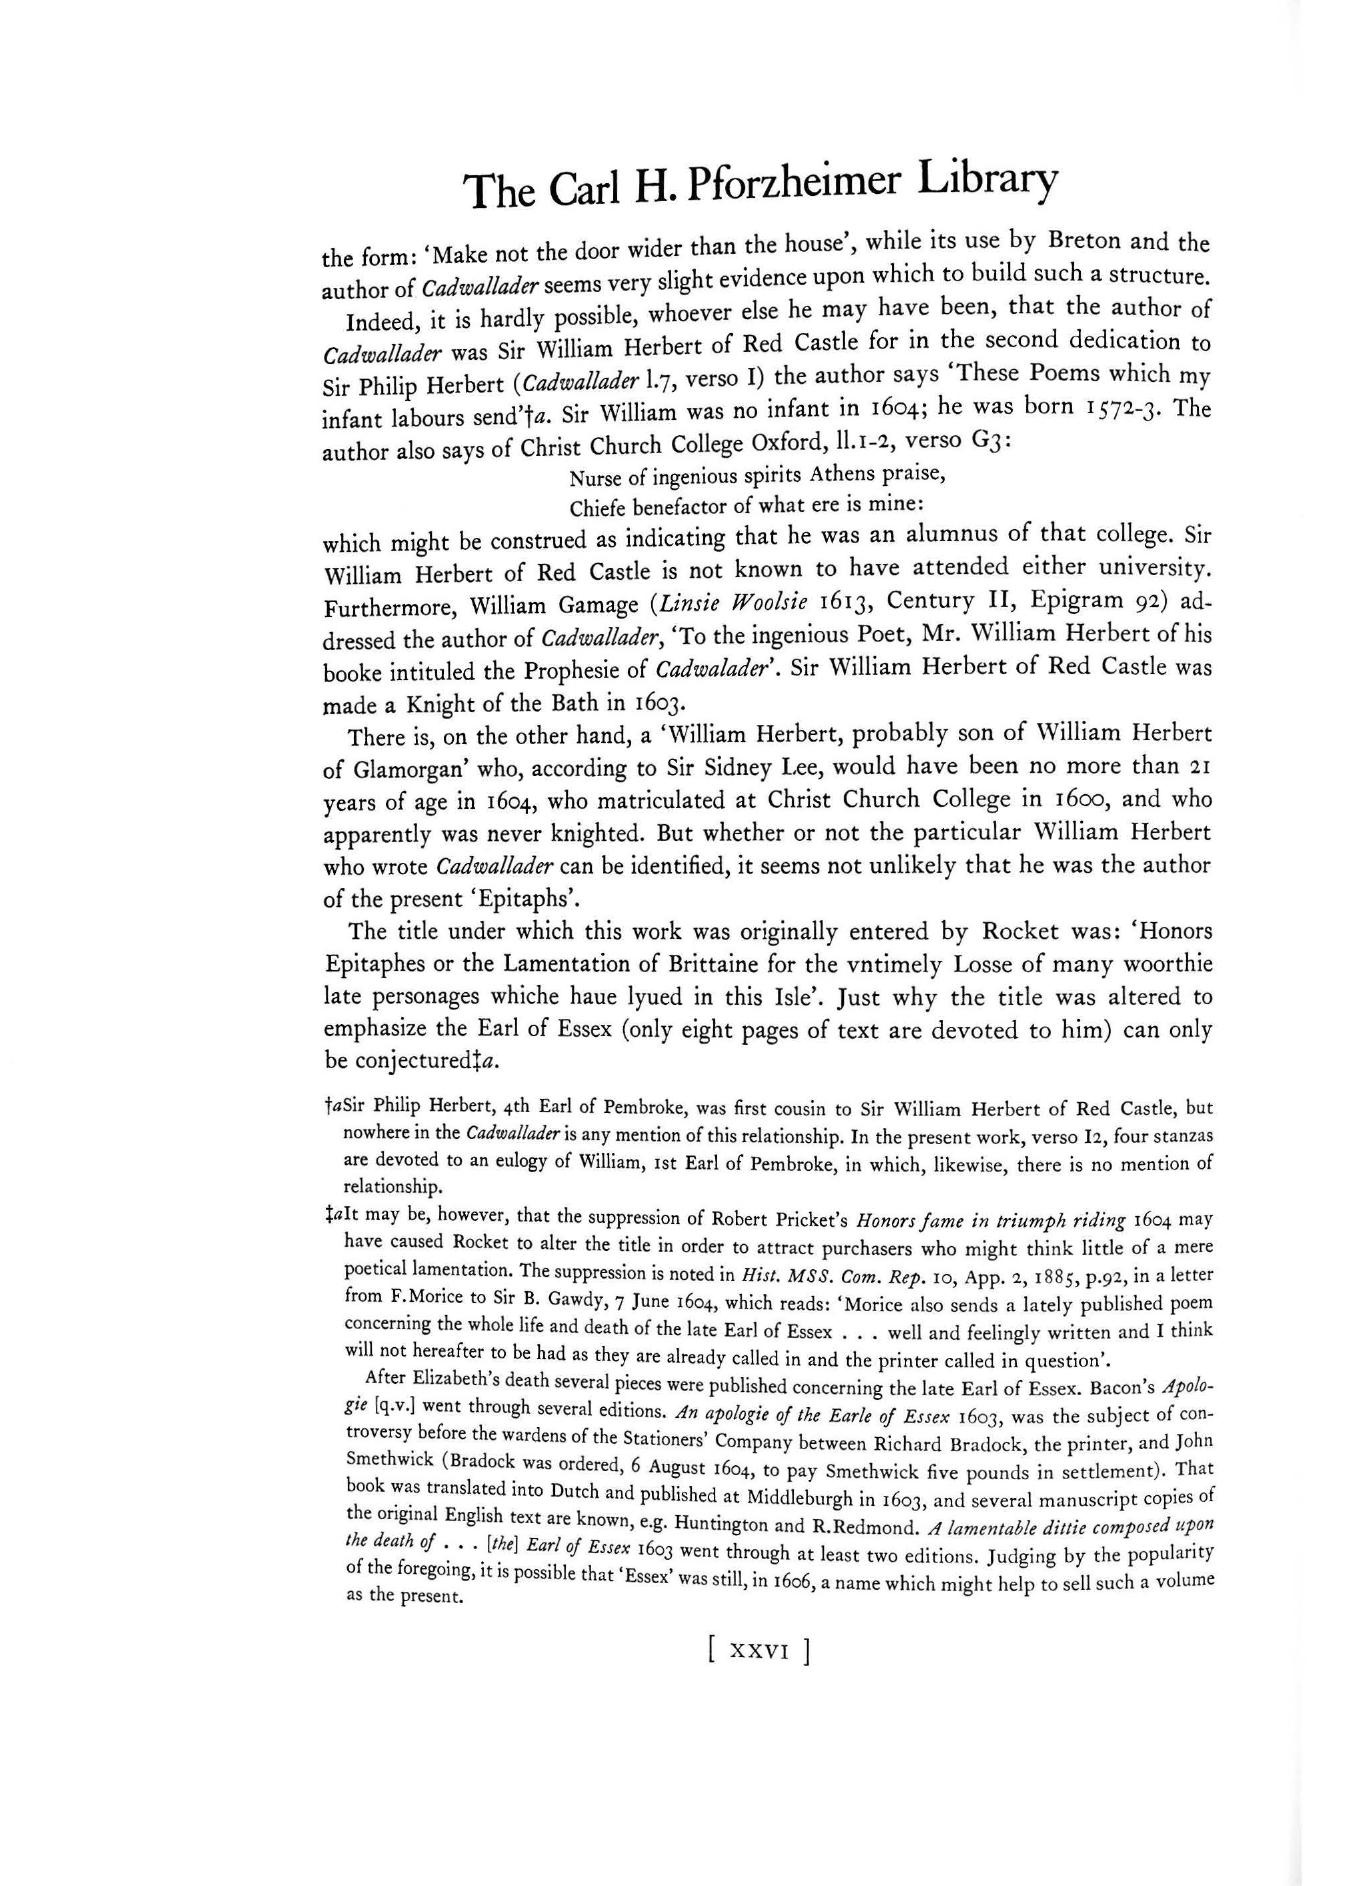 The Carl H. Pforzheimer Library
the form: ‘Make not the door wider than the house’, while its use by Breton and the
author of Cadwallader seems very slight evidence upon which to build such a structure.
Indeed, it is hardly possible, whoever else he may have been, that the author of
Cadwallader was Sir William Herbert of Red Castle for in the second dedication to
Sir Philip Herbert (Cadwallader l.7, verso I) the author says ‘These Poems which my
infant labours send’†a. Sir William was no infant in 1604; he was born 1572-3. The
author also says of Christ Church College Oxford, ll.1-2, verso G3:
Nurse of ingenious spirits Athens praise,
Chiefe benefactor of what ere is mine:
which might be construed as indicating that he was an alumnus of that college. Sir
William Herbert of Red Castle is not known to have attended either university.
Furthermore, William Gamage (Linsie Woolsie 1613, Century II, Epigram 92) ad-
dressed the author of Cadwallader, ‘To the ingenious Poet, Mr. William Herbert of his
booke intituled the Prophesie of Cadwalader’. Sir William Herbert of Red Castle was
made a Knight of the Bath in 1603.
There is, on the other hand, a ‘William Herbert, probably son of William Herbert
of Glamorgan’ who, according to Sir Sidney Lee, would have been no more than 21
years of age in 1604, who matriculated at Christ Church College in 1600, and who
apparently was never knighted. But whether or not the particular William Herbert
who wrote Cadwallader can be identified, it seems not unlikely that he was the author
of the present ‘Epitaphs’.
The title under which this work was originally entered by Rocket was: ‘Honors
Epitaphes or the Lamentation of Brittaine for the vntimely Losse of many woorthie
late personages whiche haue lyued in this Isle’. Just why the title was altered to
emphasize the Earl of Essex (only eight pages of text are devoted to him) can only
be conjectured‡a.
†aSir Philip Herbert, 4th Earl of Pembroke, was first cousin to Sir William Herbert of Red Castle, but
nowhere in the Cadwallader is any mention of this relationship. In the present work, verso I2, four stanzas
are devoted to an eulogy of William, 1st Earl of Pembroke, in which, likewise, there is no mention of
relationship.
‡aIt may be, however, that the suppression of Robert Pricket’s Honors fame in triumph riding 1604 may
have caused Rocket to alter the title in order to attract purchasers who might think little of a mere
poetical lamentation. The suppression is noted in Hist. MSS. Com. Rep. 10, App. 2, 1885, p.92, in a letter
from F.Morice to Sir B. Gawdy, 7 June 1604, which reads: ‘Morice also sends a lately published poem
concerning the whole life and death of the late Earl of Essex . . . well and feelingly written and I think
will not hereafter to be had as they are already called in and the printer called in question’.
After Elizabeth’s death several pieces were published concerning the late Earl of Essex. Bacon’s Apolo-
gie [q.v.] went through several editions. An apologie of the Earle of Essex 1603, was the subject of con-
troversy before the wardens of the Stationers’ Company between Richard Bradock, the printer, and John
Smethwick (Bradock was ordered, 6 August 1604, to pay Smethwick five pounds in settlement). That
book was translated into Dutch and published at Middleburgh in 1603, and several manuscript copies of
the original English text are known, e.g. Huntington and R.Redmond. A lamentable dittie composed upon
the death of . . . [the] Earl of Essex 1603 went through at least two editions. Judging by the popularity
of the foregoing, it is possible that ‘Essex’ was still, in 1606, a name which might help to sell such a volume
as the present.
[ XXVI ]